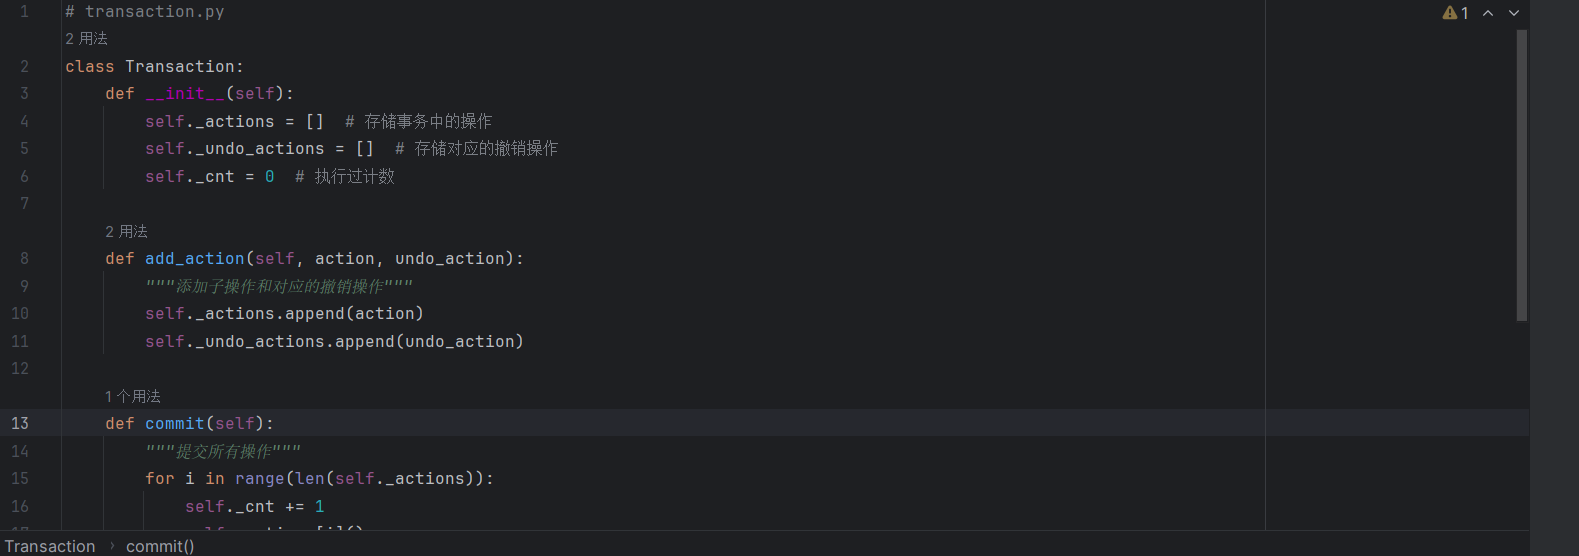 1 # transaction.py
2 用法
2 class Transaction:
3 def __init__(self):
4 self._actions = [] # 存储事务中的操作
5 self._undo_actions = [] # 存储对应的撤销操作
6 self._cnt = 0 # 执行过计数
7
2 用法
8 def add_action(self, action, undo_action):
9 """添加子操作和对应的撤销操作"""
10 self._actions.append(action)
11 self._undo_actions.append(undo_action)
12
1 个用法
13 def commit(self):
14 """提交所有操作"""
15 for i in range(len(self._actions)):
16 self._cnt += 1
1
Transaction › commit()